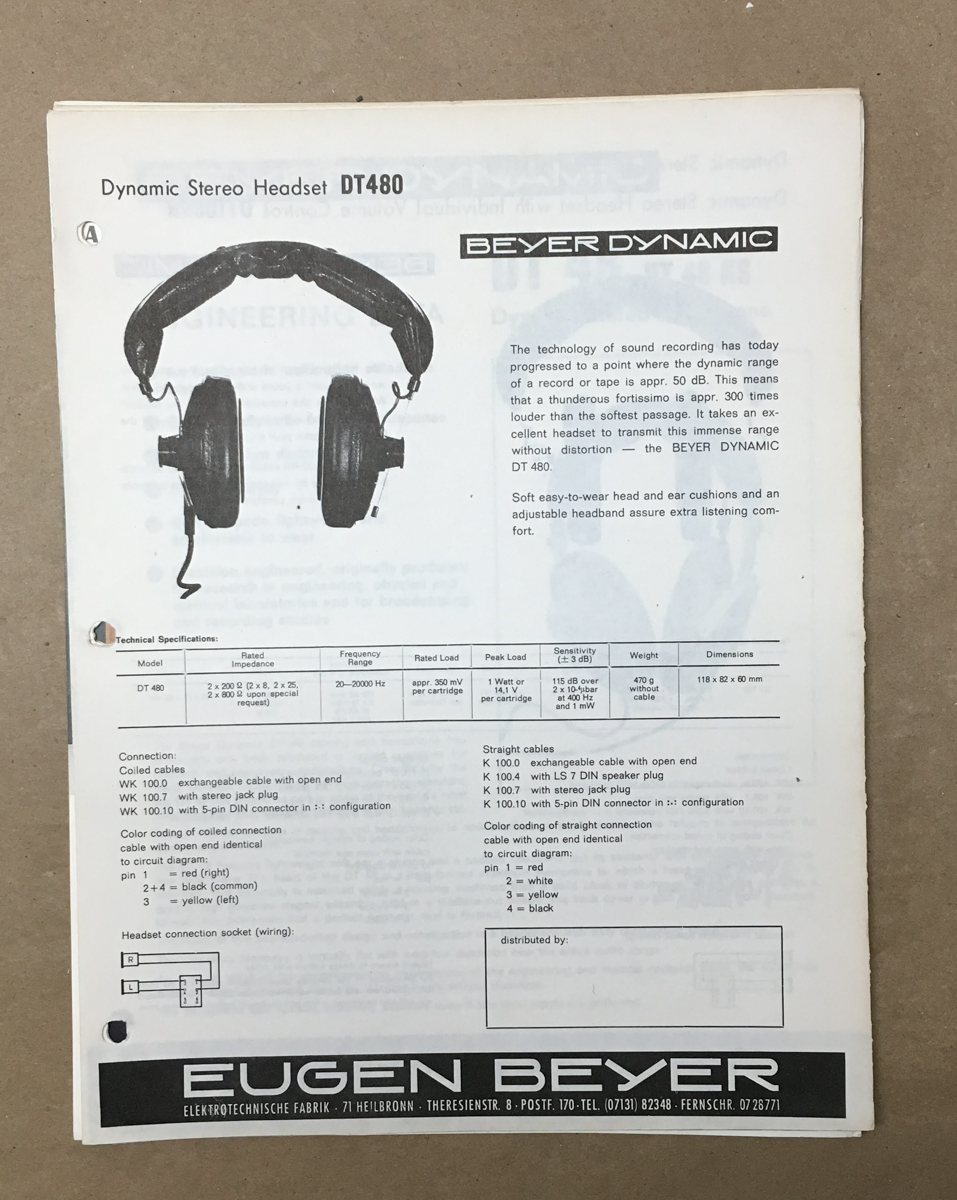 Dynamic Stereo Headset DT480
A
BEYER DYNAMIC
The technology of sound recording has today
progressed to a point where the dynamic range
of a record or tape is appr. 50 dB. This means
that a thunderous fortissimo is appr. 300 times
louder than the softest passage. It takes an ex-
cellent headset to transmit this immense range
without distortion — the BEYER DYNAMIC
DT 480.
Soft easy-to-wear head and ear cushions and an
adjustable headband assure extra listening com-
fort.
Technical Specifications:
Model
Rated
Impedance
Frequency
Range
Rated Load
Peak Load
Sensitivity
(± 3 dB)
Weight
Dimensions
DT 480
2 x 200 Ω (2 x 8, 2 x 25,
2 x 800 Ω upon special
request)
20—20000 Hz
appr. 350 mV
per cartridge
1 Watt or
14,1 V
per cartridge
115 dB over
2 x 10-4μbar
at 400 Hz
and 1 mW
470 g
without
cable
118 x 82 x 60 mm
Connection:
Coiled cables
WK 100.0 exchangeable cable with open end
WK 100.7 with stereo jack plug
WK 100.10 with 5-pin DIN connector in :·: configuration
Color coding of coiled connection
cable with open end identical
to circuit diagram:
pin 1 = red (right)
2+4 = black (common)
3 = yellow (left)
Headset connection socket (wiring):
R
L
Straight cables
K 100.0 exchangeable cable with open end
K 100.4 with LS 7 DIN speaker plug
K 100.7 with stereo jack plug
K 100.10 with 5-pin DIN connector in :·: configuration
Color coding of straight connection
cable with open end identical
to circuit diagram:
pin 1 = red
2 = white
3 = yellow
4 = black
distributed by:
EUGEN BEYER
ELEKTROTECHNISCHE FABRIK · 71 HEILBRONN · THERESIENSTR. 8 · POSTF. 170 · TEL. (07131) 82348 · FERNSCHR. 07 28771